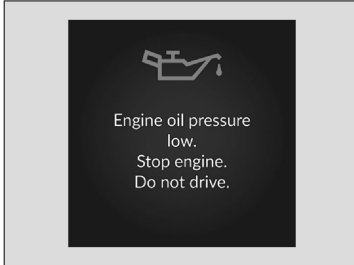 Engine oil pressure
low.
Stop engine.
Do not drive.